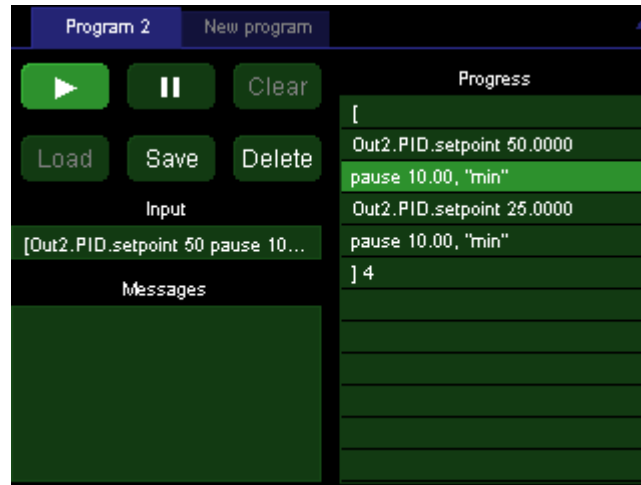 Program 2
New program
Clear
Load
Save
Delete
Input
[Out2.PID.setpoint 50 pause 10...
Messages
Progress
[
Out2.PID.setpoint 50.0000
pause 10.00, "min"
Out2.PID.setpoint 25.0000
pause 10.00, "min"
] 4